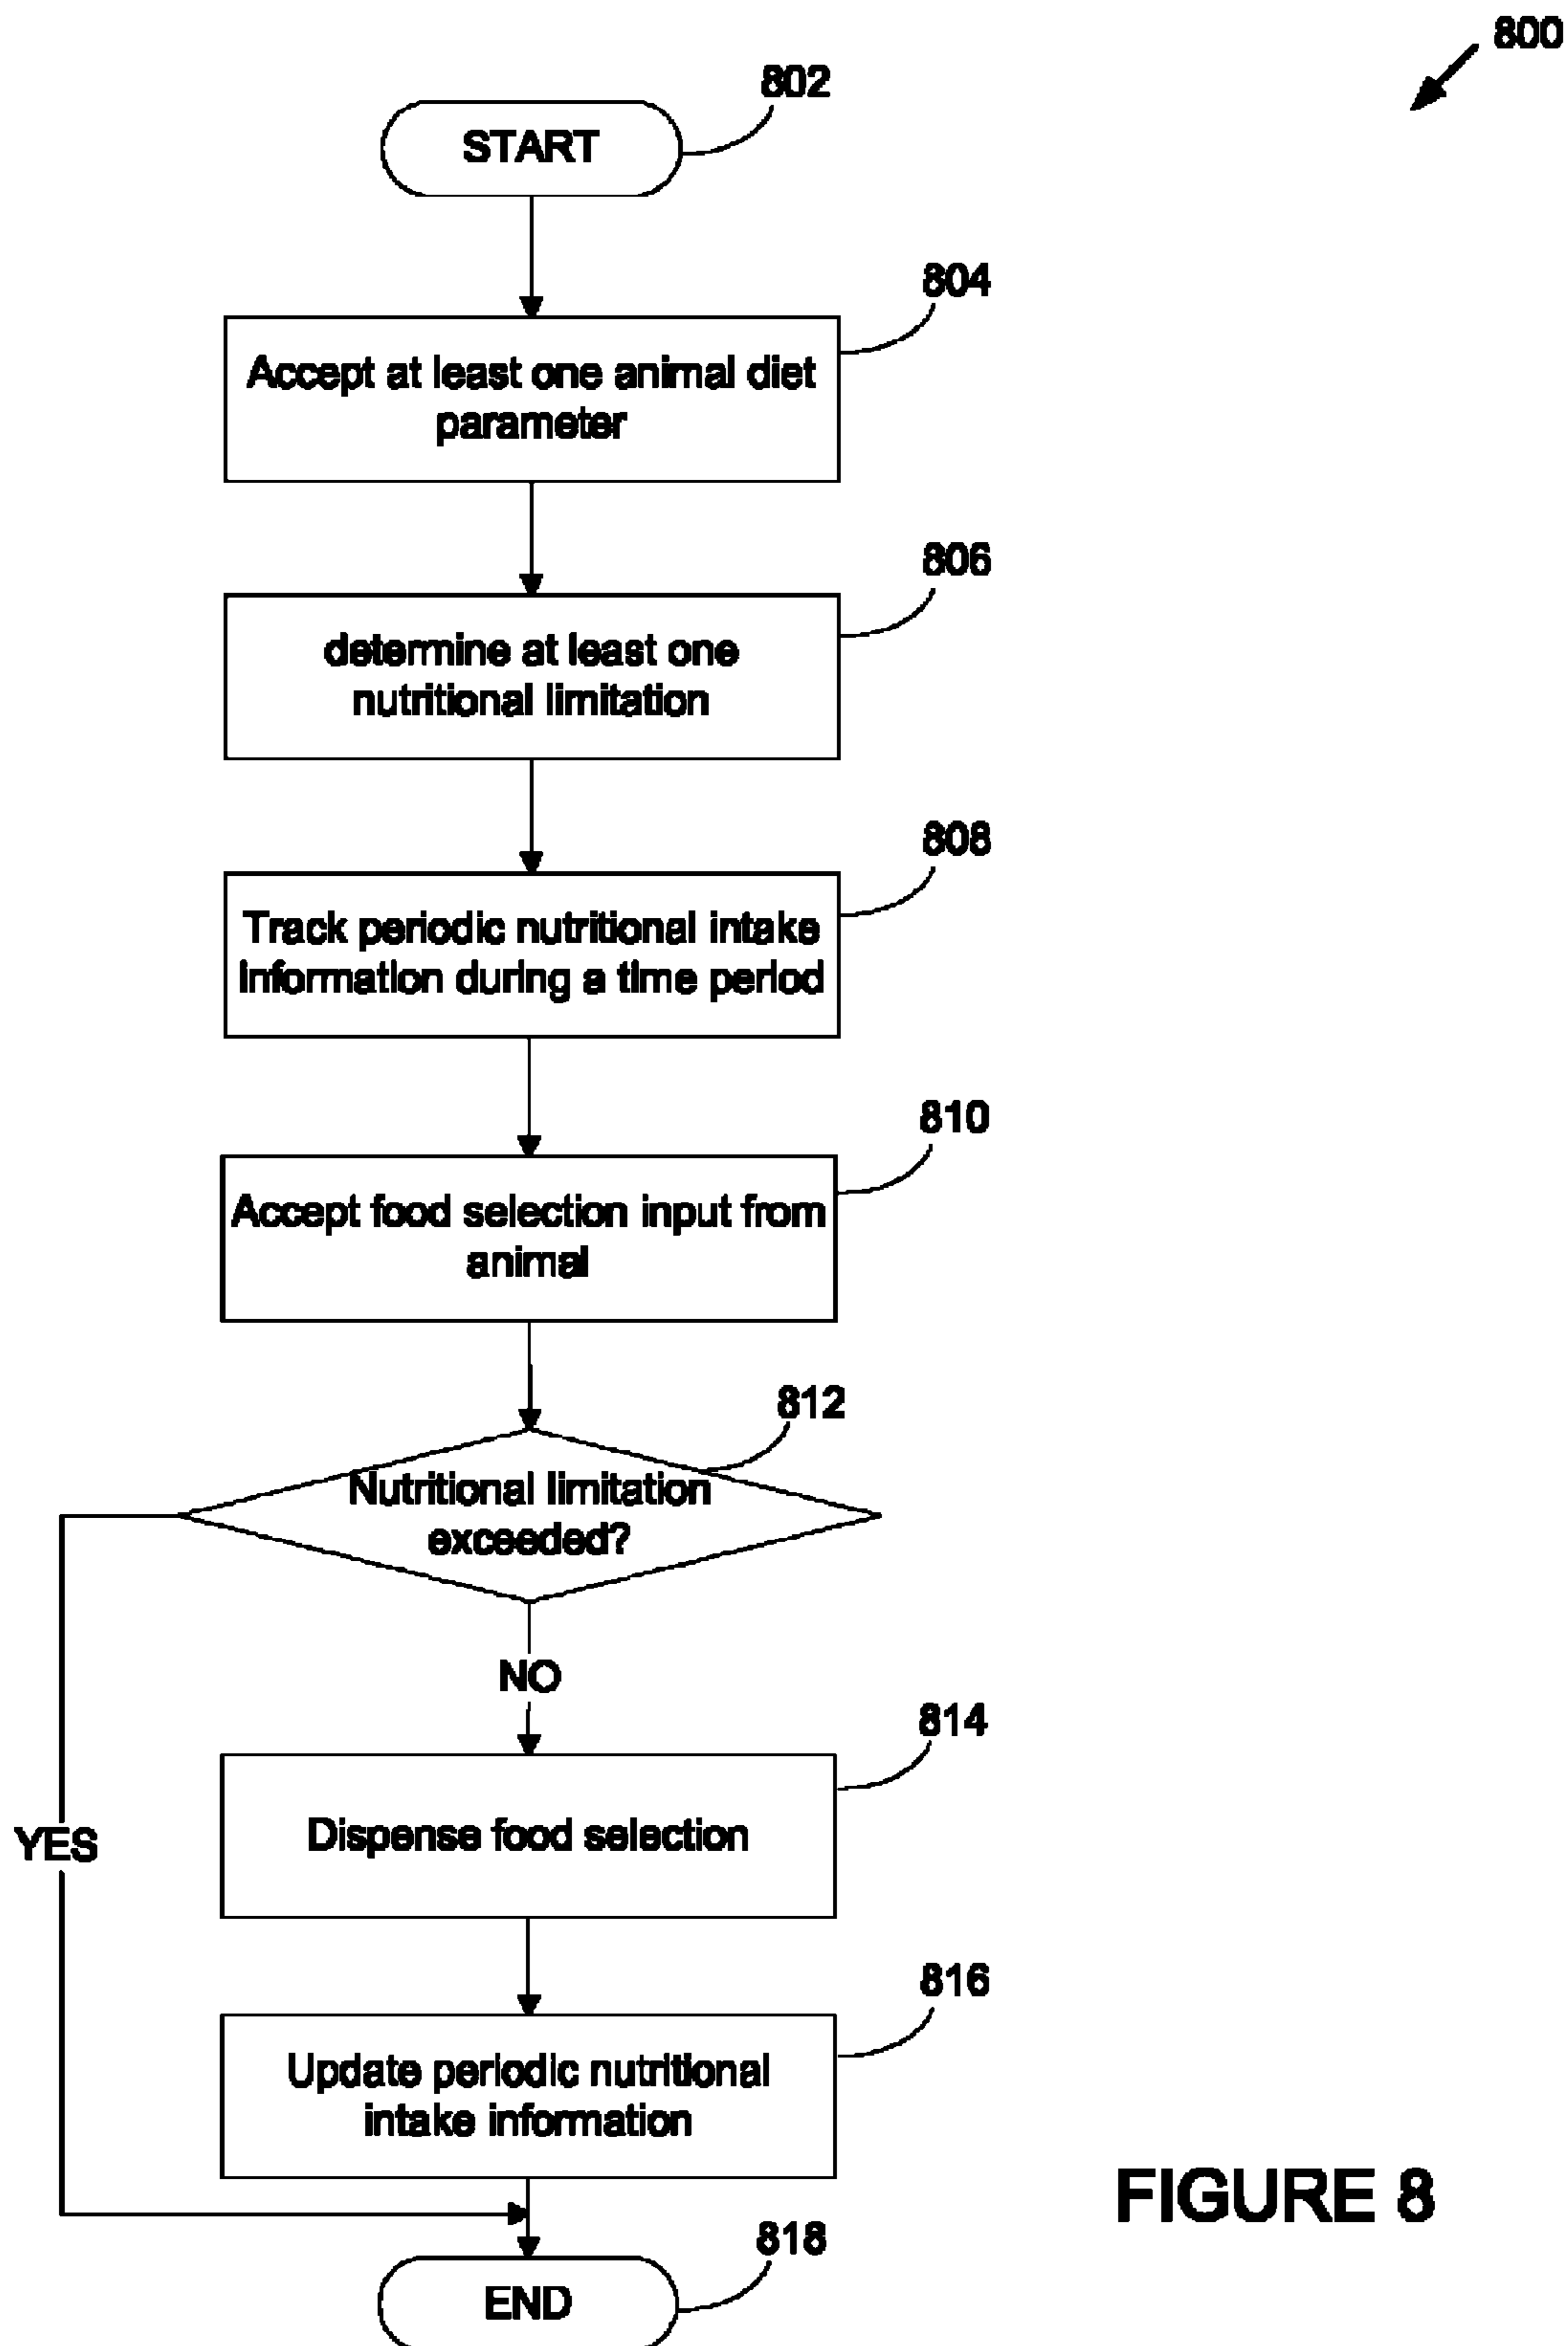 800
802
START
804
Accept at least one animal diet
parameter
806
determine at least one
nutritional limitation
808
Track periodic nutritional intake
information during a time period
810
Accept food selection input from
animal
812
Nutritional limitation
exceeded?
NO
814
Dispense food selection
YES
816
Update periodic nutritional
intake information
FIGURE 8
818
END